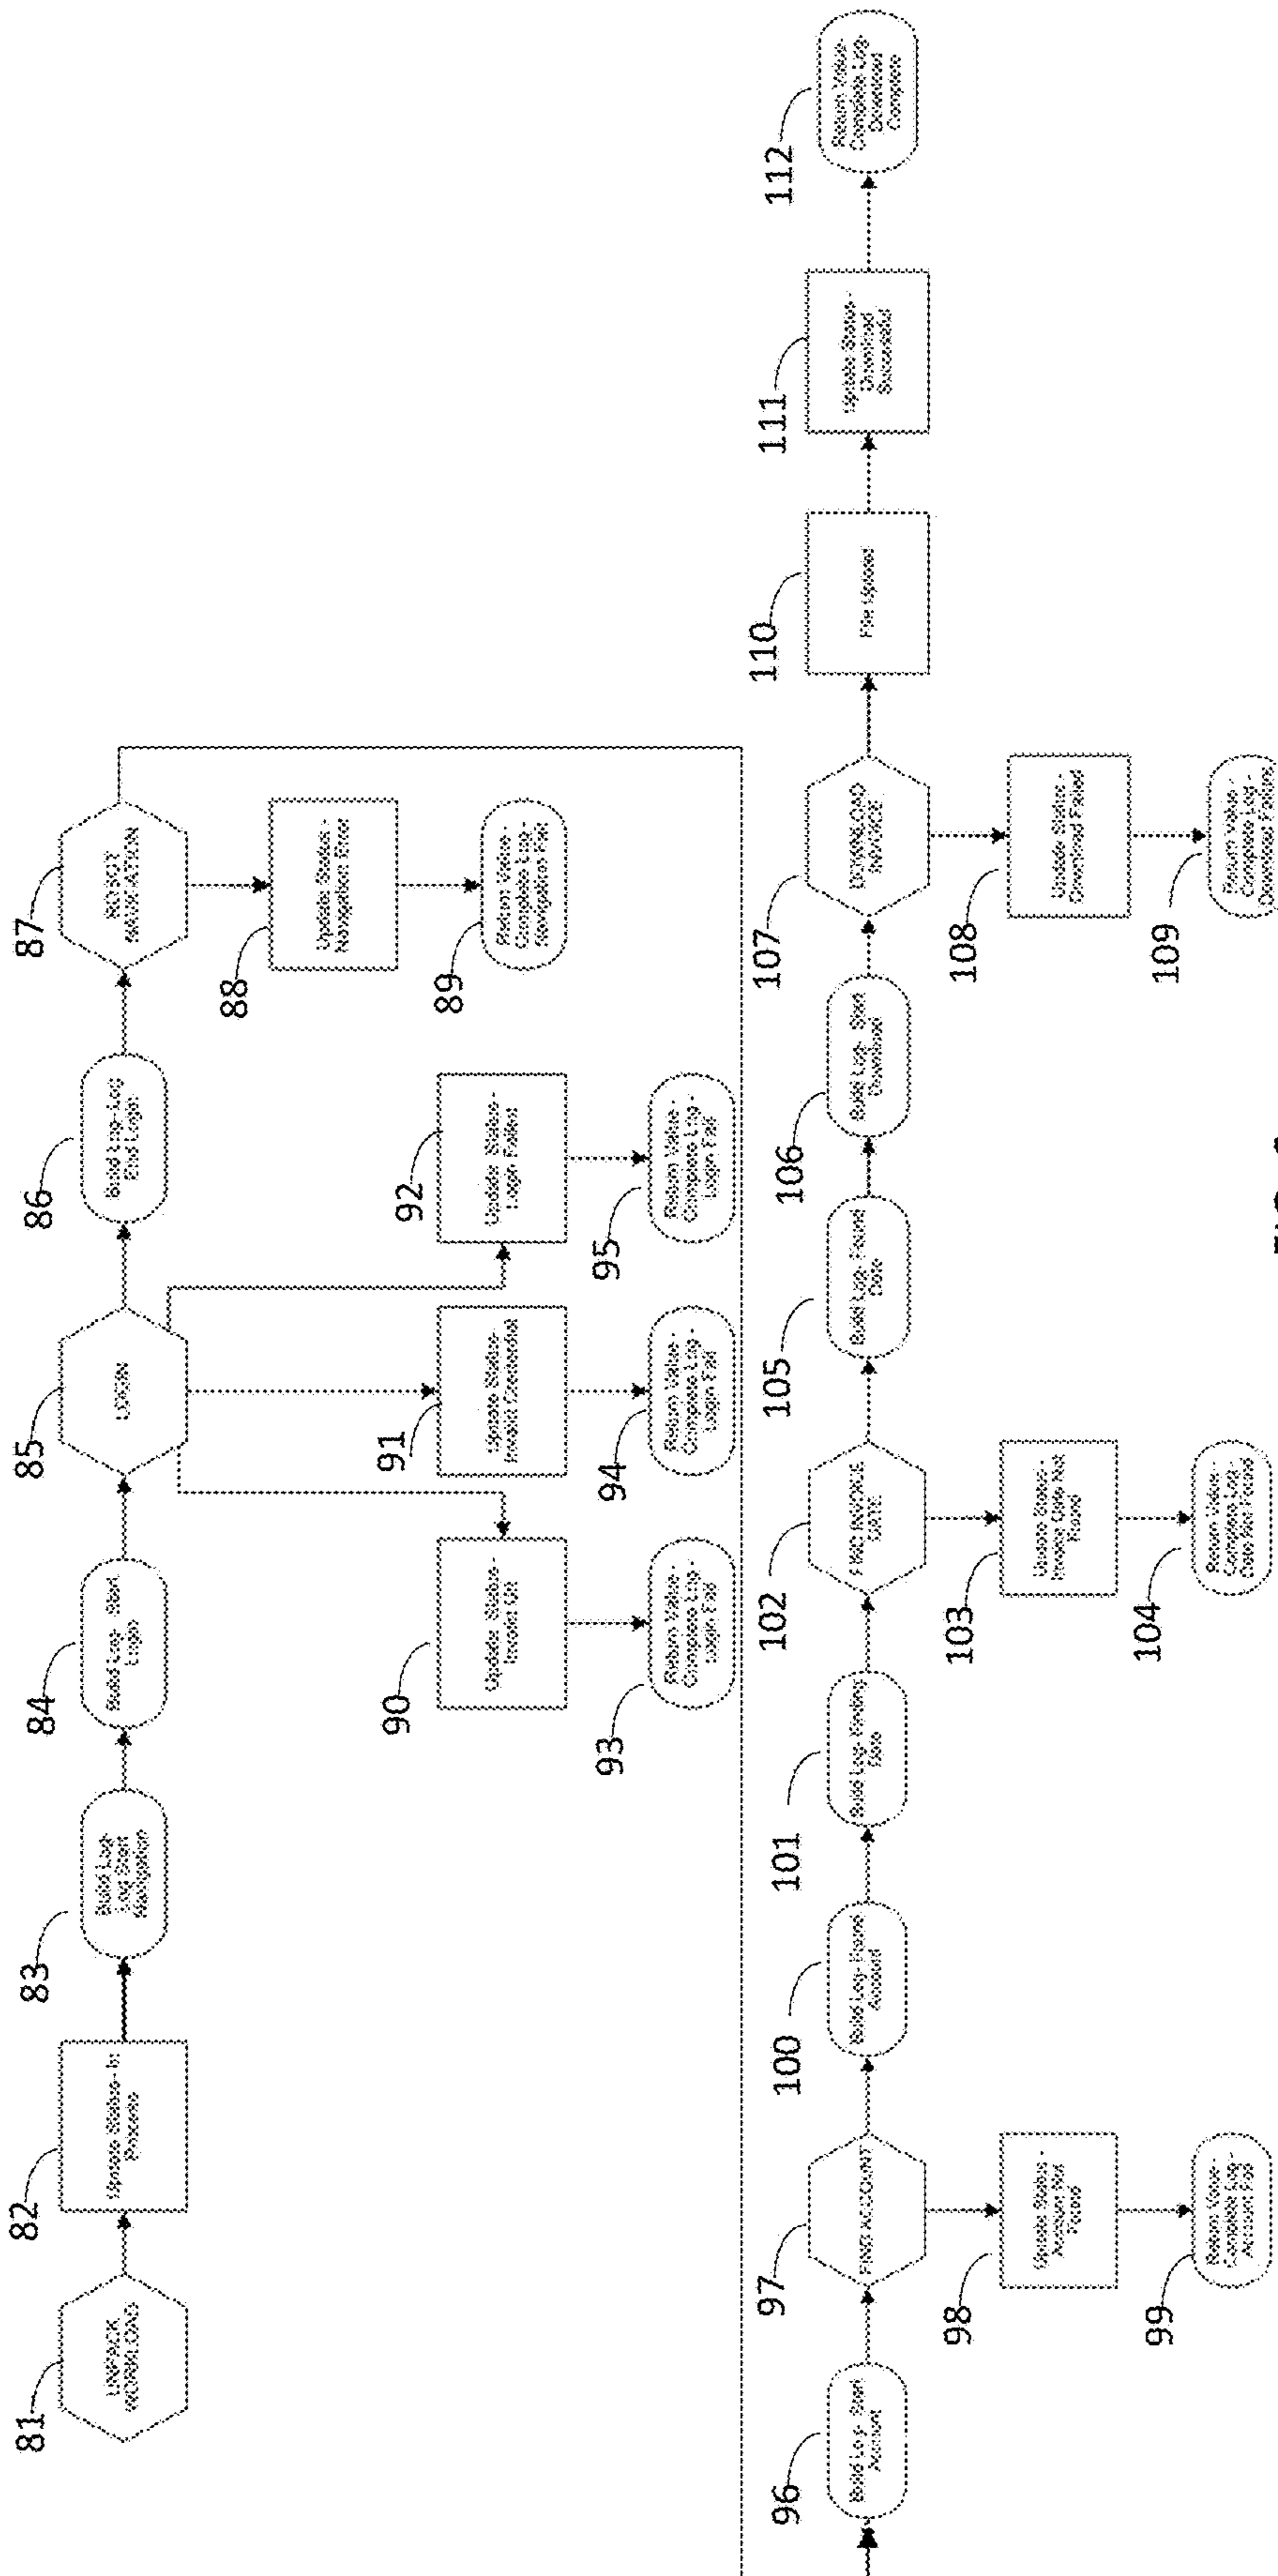 81
UNPACK
WORKLOAD
82
Update Status- In
Process
83
Build Log-
Log Start
Navigation
84
Build Log- Start
Login
85
LOGIN
86
Build Log-Log
End Login
87
ROBOT
NAVIGATION
88
Update Status -
Navigation Error
89
Return Value -
Complete Log -
Navigation Fail
90
Update Status-
91
Update Status-
Invalid Credential
92
Update Status -
Login Failed
93
Return Value -
Complete Log -
Login Fail
94
Return Value -
Complete Log -
Login Fail
95
Return Value -
Complete Log -
Login Fail
96
Build Log- Start
Account
97
FIND ACCOUNT
98
Update Status -
Account Not
Found
99
Return Value -
Complete Log -
Account Fail
100
Build Log- Found
Account
101
Build Log- Finding
Date
102
FIND INVOICE
DATE
103
Update Status -
Invoice Date Not
Found
104
Return Value -
Complete Log -
Date Not Found
105
Build Log- Found
Date
106
Build Log- Start
Download
107
DOWNLOAD
INVOICE
108
Update Status -
Download Failed
109
Return Value -
Complete Log -
Download Failed
110
File Upload
111
Update Status -
Download
Successful
112
Return Value-
Complete Log-
Download
Complete